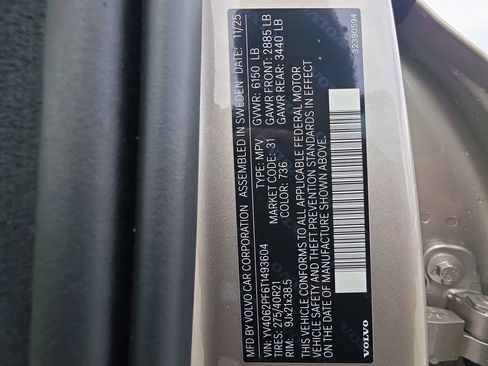 MFD BY VOLVO CAR CORPORATION ASSEMBLED IN SWEDEN DATE: 11/25
GVWR: 6150 LB
GAWR FRONT: 2885 LB
GAWR REAR: 3440 LB
VIN: YV4062PF6T1493604 TYPE: MPV
TIRES: 275/40R21 MARKET CODE: 31
RIM: 9Jx21x38.5 COLOR: 736
THIS VEHICLE CONFORMS TO ALL APPLICABLE FEDERAL MOTOR
VEHICLE SAFETY AND THEFT PREVENTION STANDARDS IN EFFECT
ON THE DATE OF MANUFACTURE SHOWN ABOVE.
VOLVO
32390594